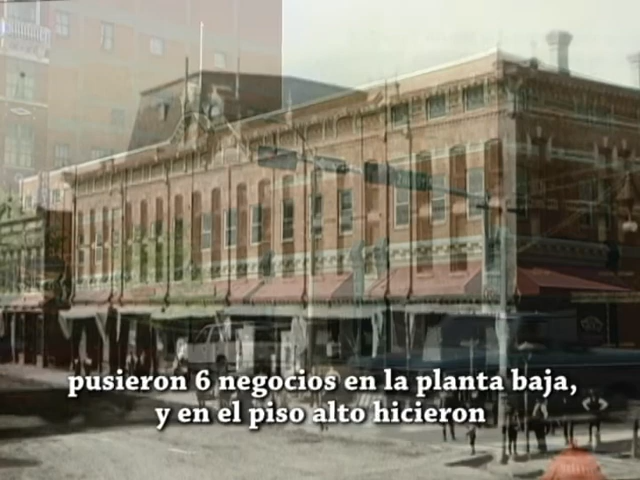 pusieron 6 negocios en la planta baja,
y en el piso alto hicieron